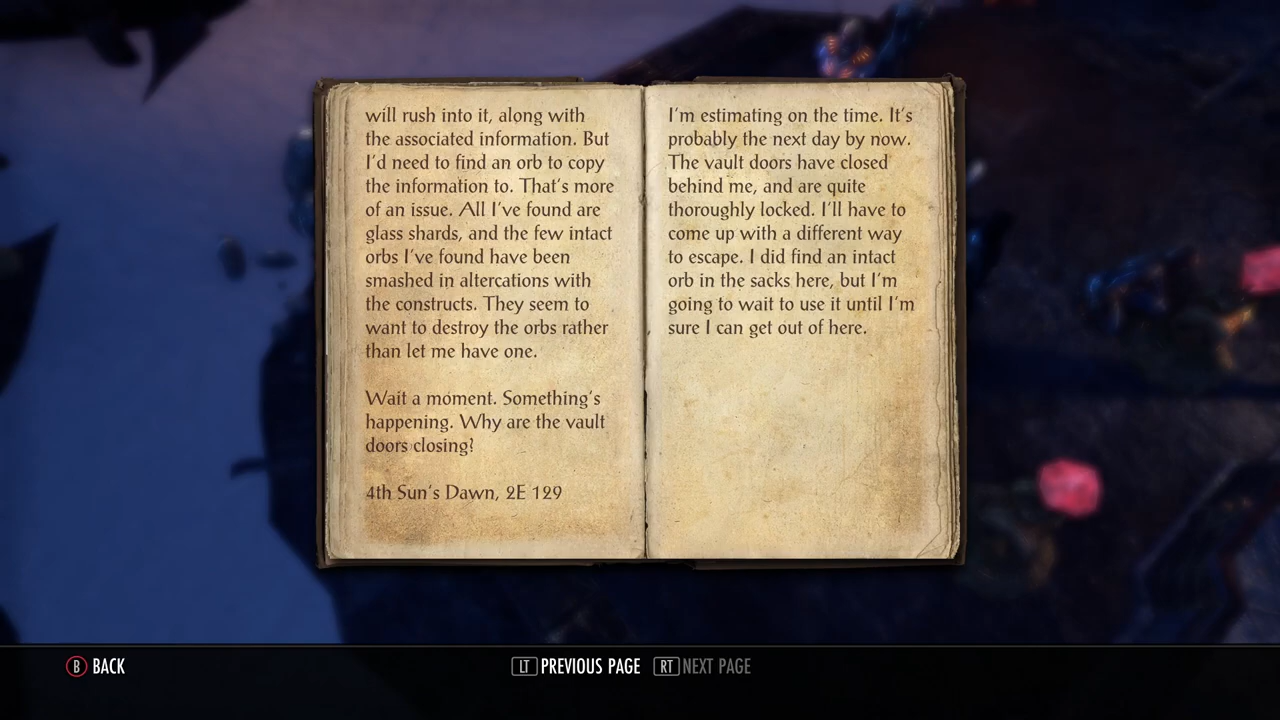 will rush into it, along with
the associated information. But
I'd need to find an orb to copy
the information to. That's more
of an issue. All I've found are
glass shards, and the few intact
orbs I've found have been
smashed in altercations with
the constructs. They seem to
want to destroy the orbs rather
than let me have one.
Wait a moment. Something's
happening. Why are the vault
doors closing?
4th Sun's Dawn, 2E 129
I'm estimating on the time. It's
probably the next day by now.
The vault doors have closed
behind me, and are quite
thoroughly locked. I'll have to
come up with a different way
to escape. I did find an intact
orb in the sacks here, but I'm
going to wait to use it until I'm
sure I can get out of here.
B BACK
LT PREVIOUS PAGE RT NEXT PAGE